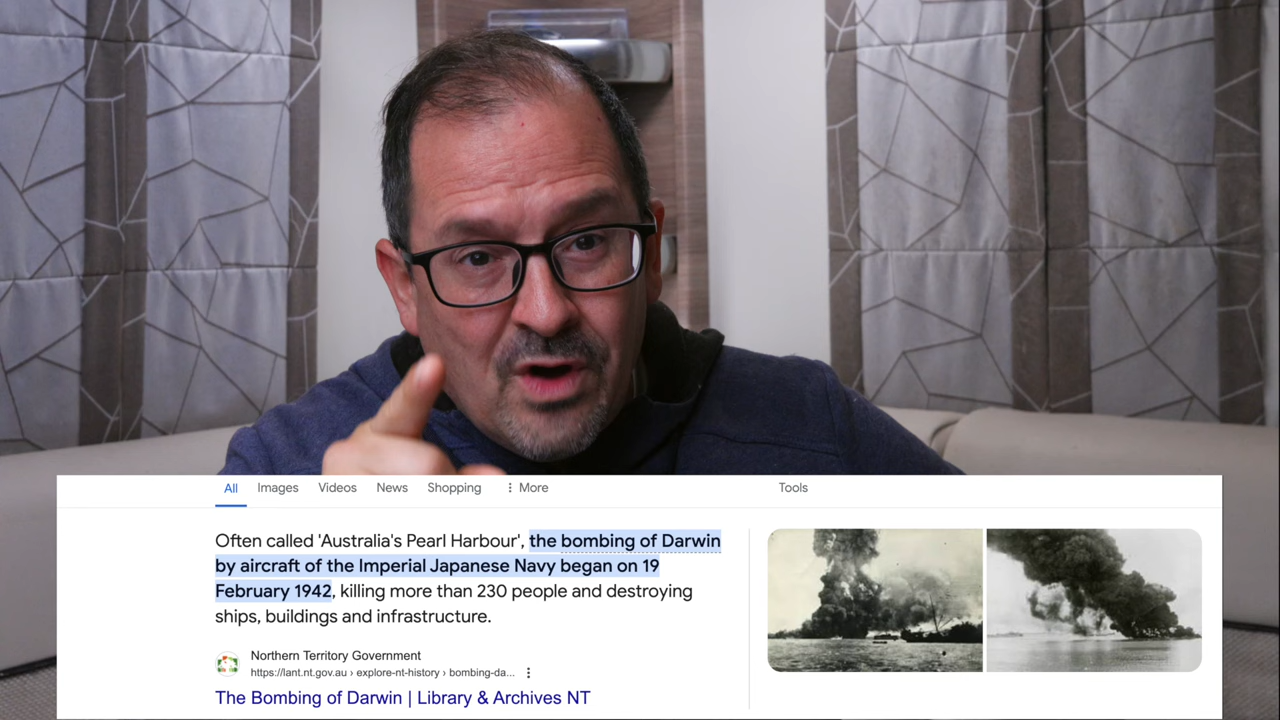 All Images Videos News Shopping More Tools
Often called 'Australia's Pearl Harbour', the bombing of Darwin
by aircraft of the Imperial Japanese Navy began on 19
February 1942, killing more than 230 people and destroying
ships, buildings and infrastructure.
Northern Territory Government
https://lant.nt.gov.au › explore-nt-history › bombing-da...
The Bombing of Darwin | Library & Archives NT